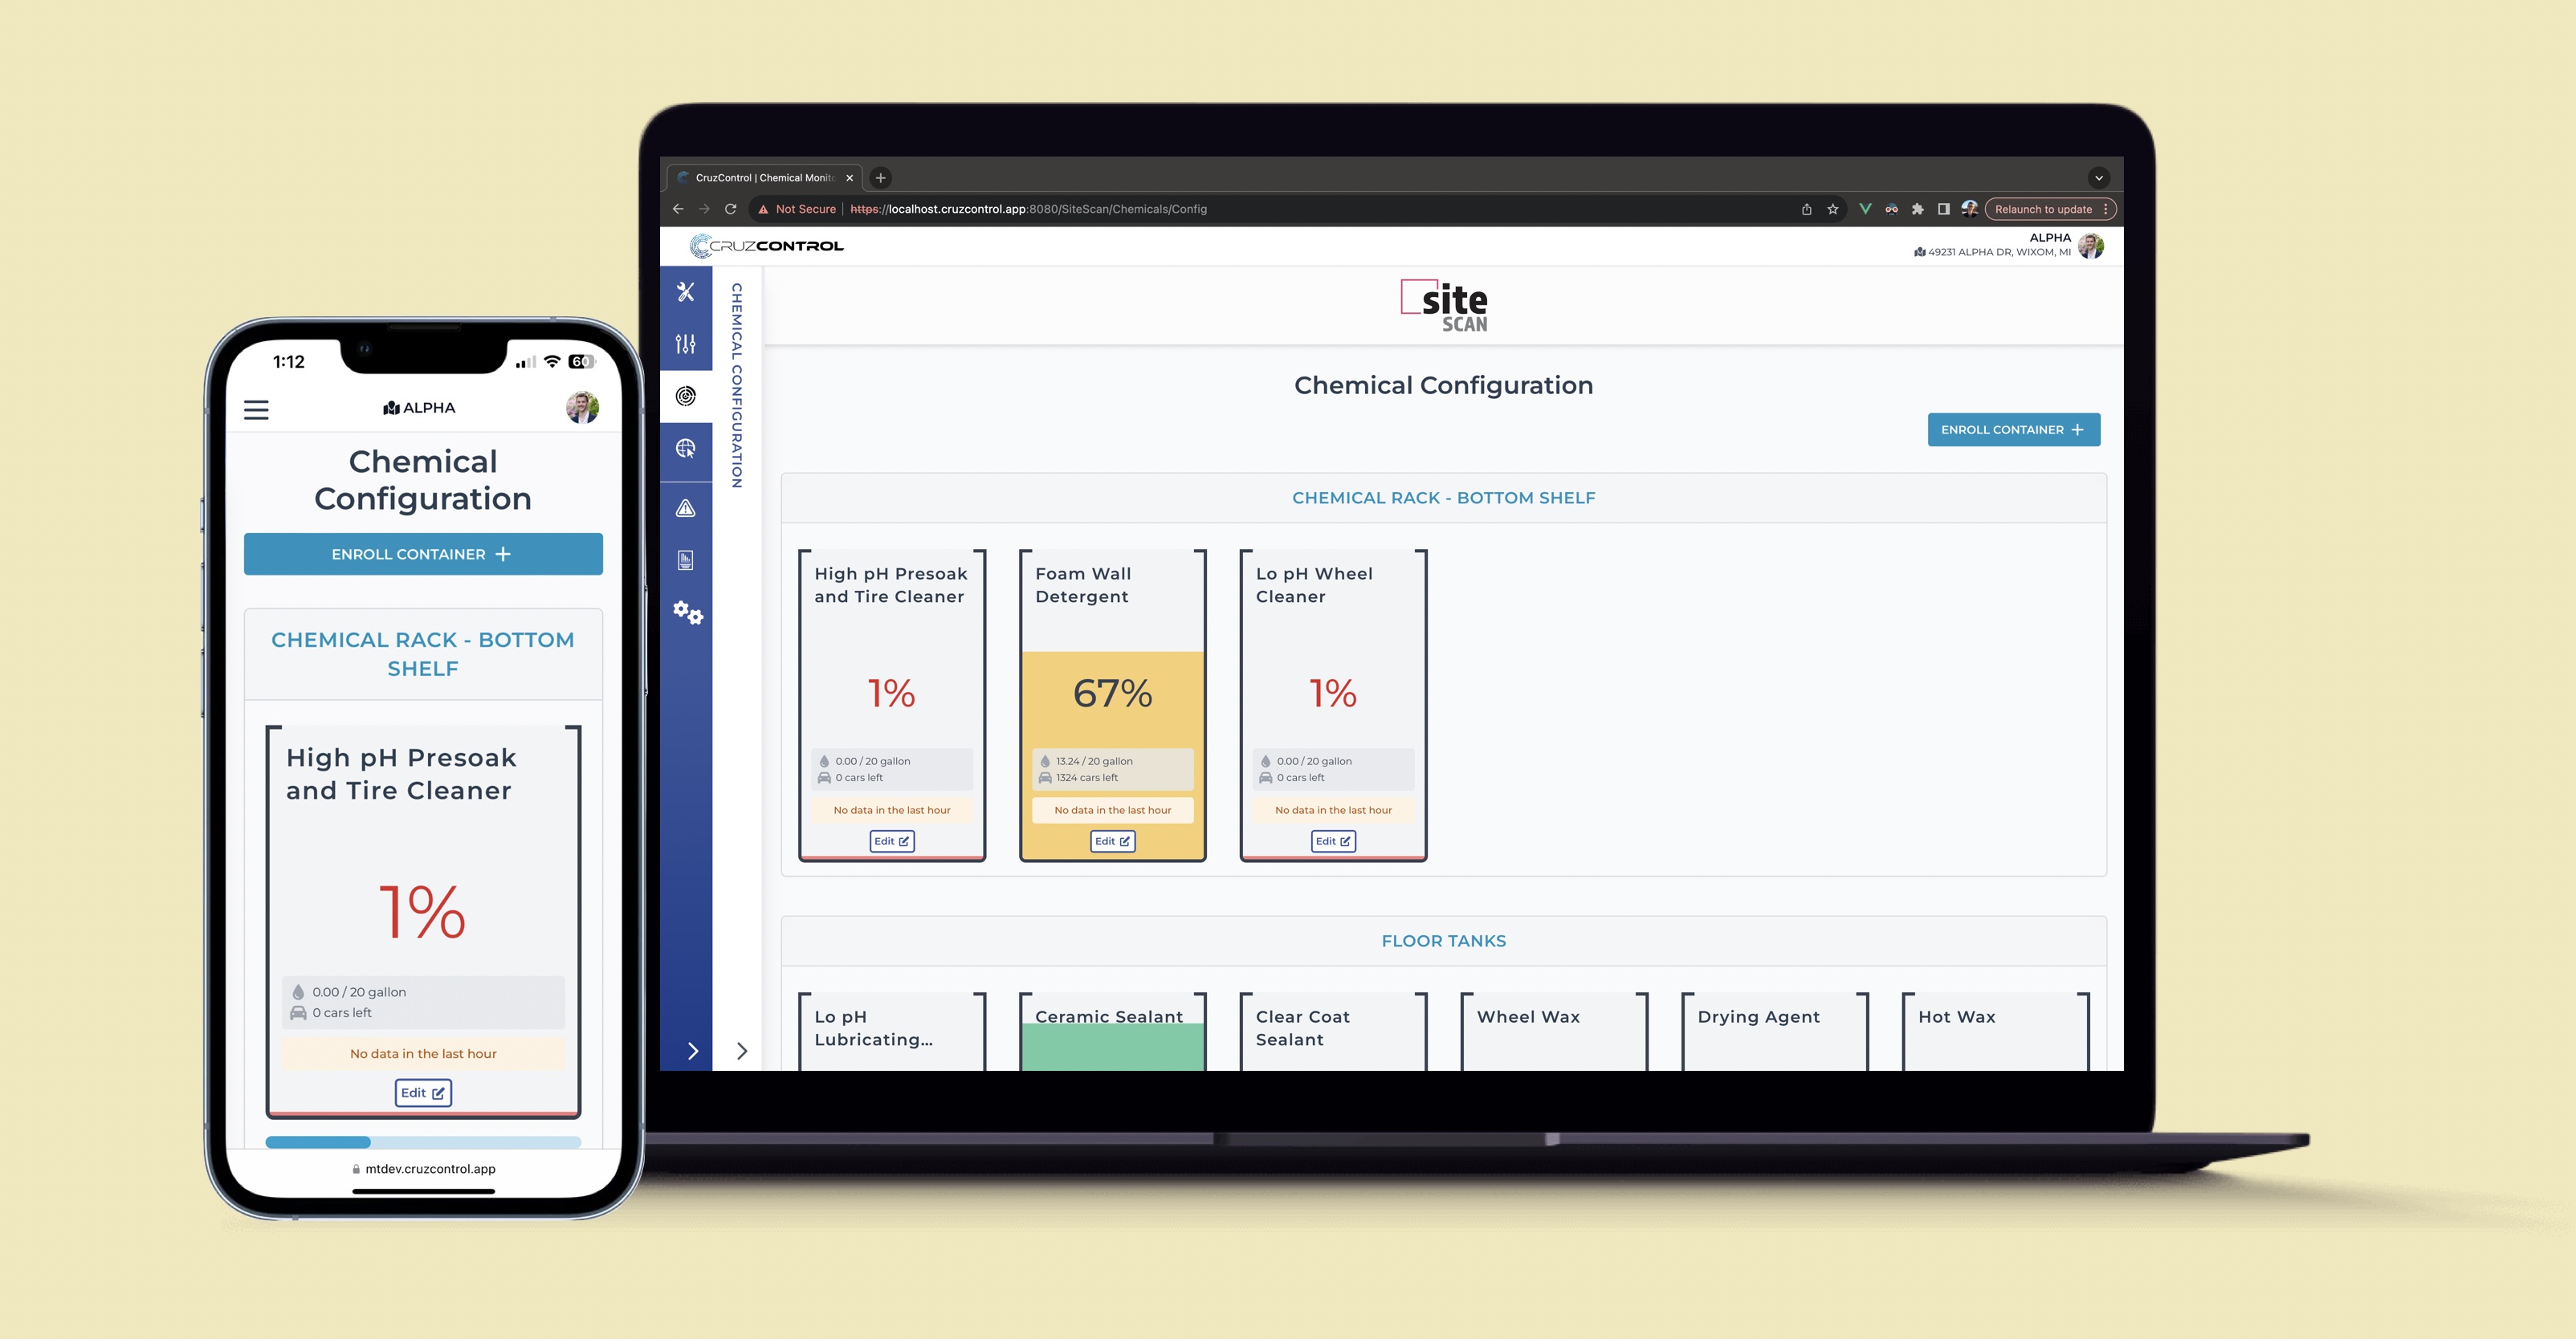 1:12
60
ALPHA
Chemical
Configuration
ENROLL CONTAINER +
CHEMICAL RACK - BOTTOM
SHELF
High pH Presoak
and Tire Cleaner
1%
0.00 / 20 gallon
0 cars left
No data in the last hour
Edit
mtdev.cruzcontrol.app
CruzControl | Chemical Monito
Not Secure | https://localhost.cruzcontrol.app:8080/SiteScan/Chemicals/Config
Relaunch to update
CRUZCONTROL
ALPHA
49231 ALPHA DR, WIXOM, MI
CHEMICAL CONFIGURATION
site
SCAN
Chemical Configuration
ENROLL CONTAINER +
CHEMICAL RACK - BOTTOM SHELF
High pH Presoak
and Tire Cleaner
1%
0.00 / 20 gallon
0 cars left
No data in the last hour
Edit
Foam Wall
Detergent
67%
13.24 / 20 gallon
1324 cars left
No data in the last hour
Edit
Lo pH Wheel
Cleaner
1%
0.00 / 20 gallon
0 cars left
No data in the last hour
Edit
FLOOR TANKS
Lo pH
Lubricating...
Ceramic Sealant
Clear Coat
Sealant
Wheel Wax
Drying Agent
Hot Wax